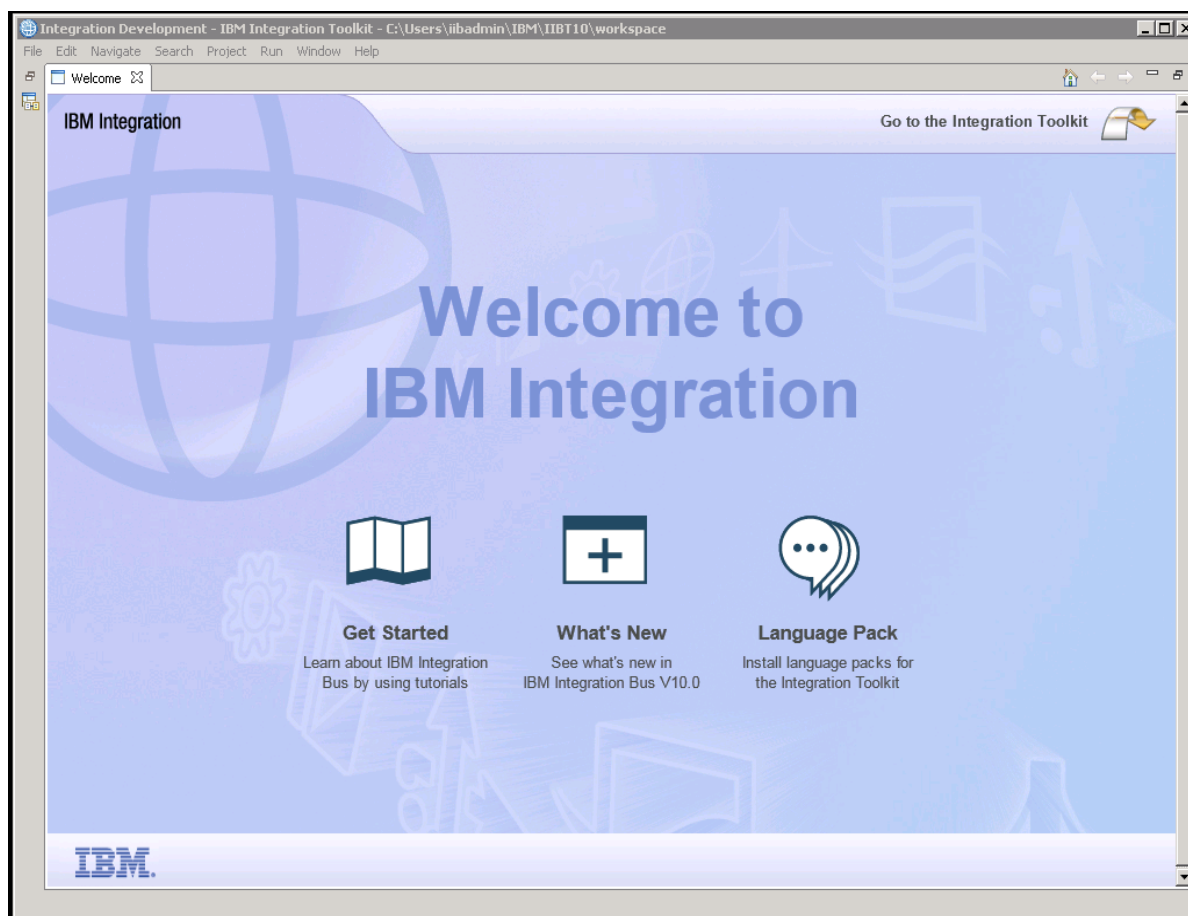 Integration Development - IBM Integration Toolkit - C:\Users\iibadmin\IBM\IIBT10\workspace
File Edit Navigate Search Project Run Window Help
Welcome
IBM Integration
Go to the Integration Toolkit
Welcome to
IBM Integration
Get Started
Learn about IBM Integration
Bus by using tutorials
What's New
See what's new in
IBM Integration Bus V10.0
Language Pack
Install language packs for
the Integration Toolkit
IBM.